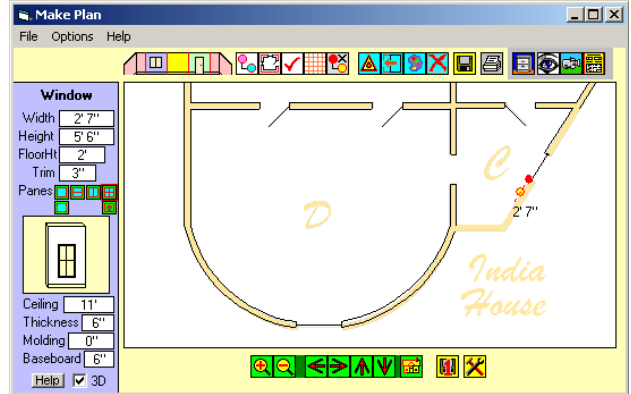 Make Plan
File Options Help
Window
Width 2' 7"
Height 5' 6"
FloorHt 2'
Trim 3"
Panes
Ceiling 11'
Thickness 6"
Molding 0"
Baseboard 6"
Help 3D
C
D
2' 7"
India
House